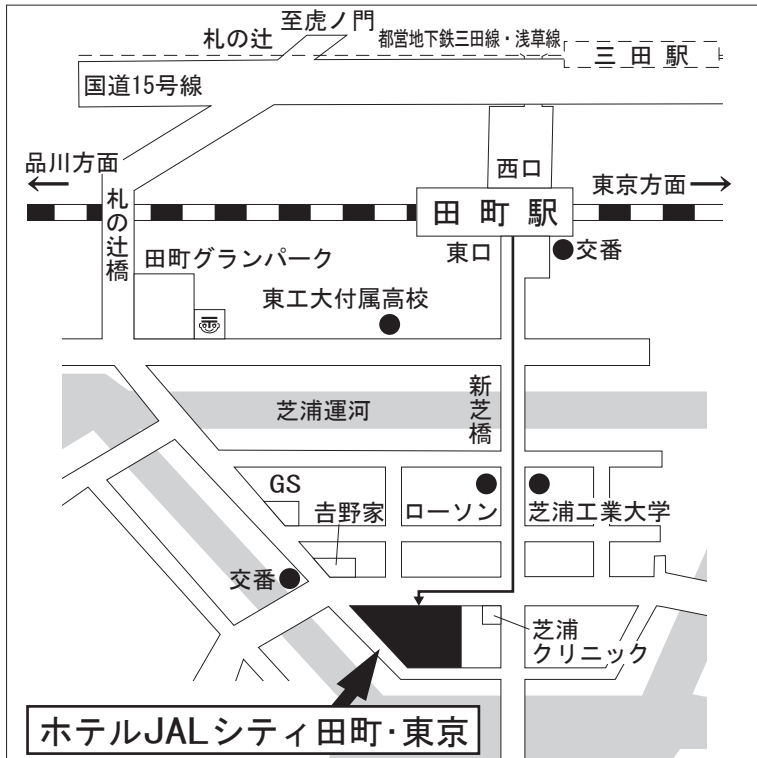 至虎ノ門
札の辻
都営地下鉄三田線・浅草線
三田駅
国道15号線
西口
品川方面
東京方面
田町駅
札の辻橋
東口
交番
田町グランパーク
東工大付属高校
新芝橋
芝浦運河
GS
𠮷野家
ローソン
芝浦工業大学
交番
芝浦
クリニック
ホテルJALシティ田町・東京